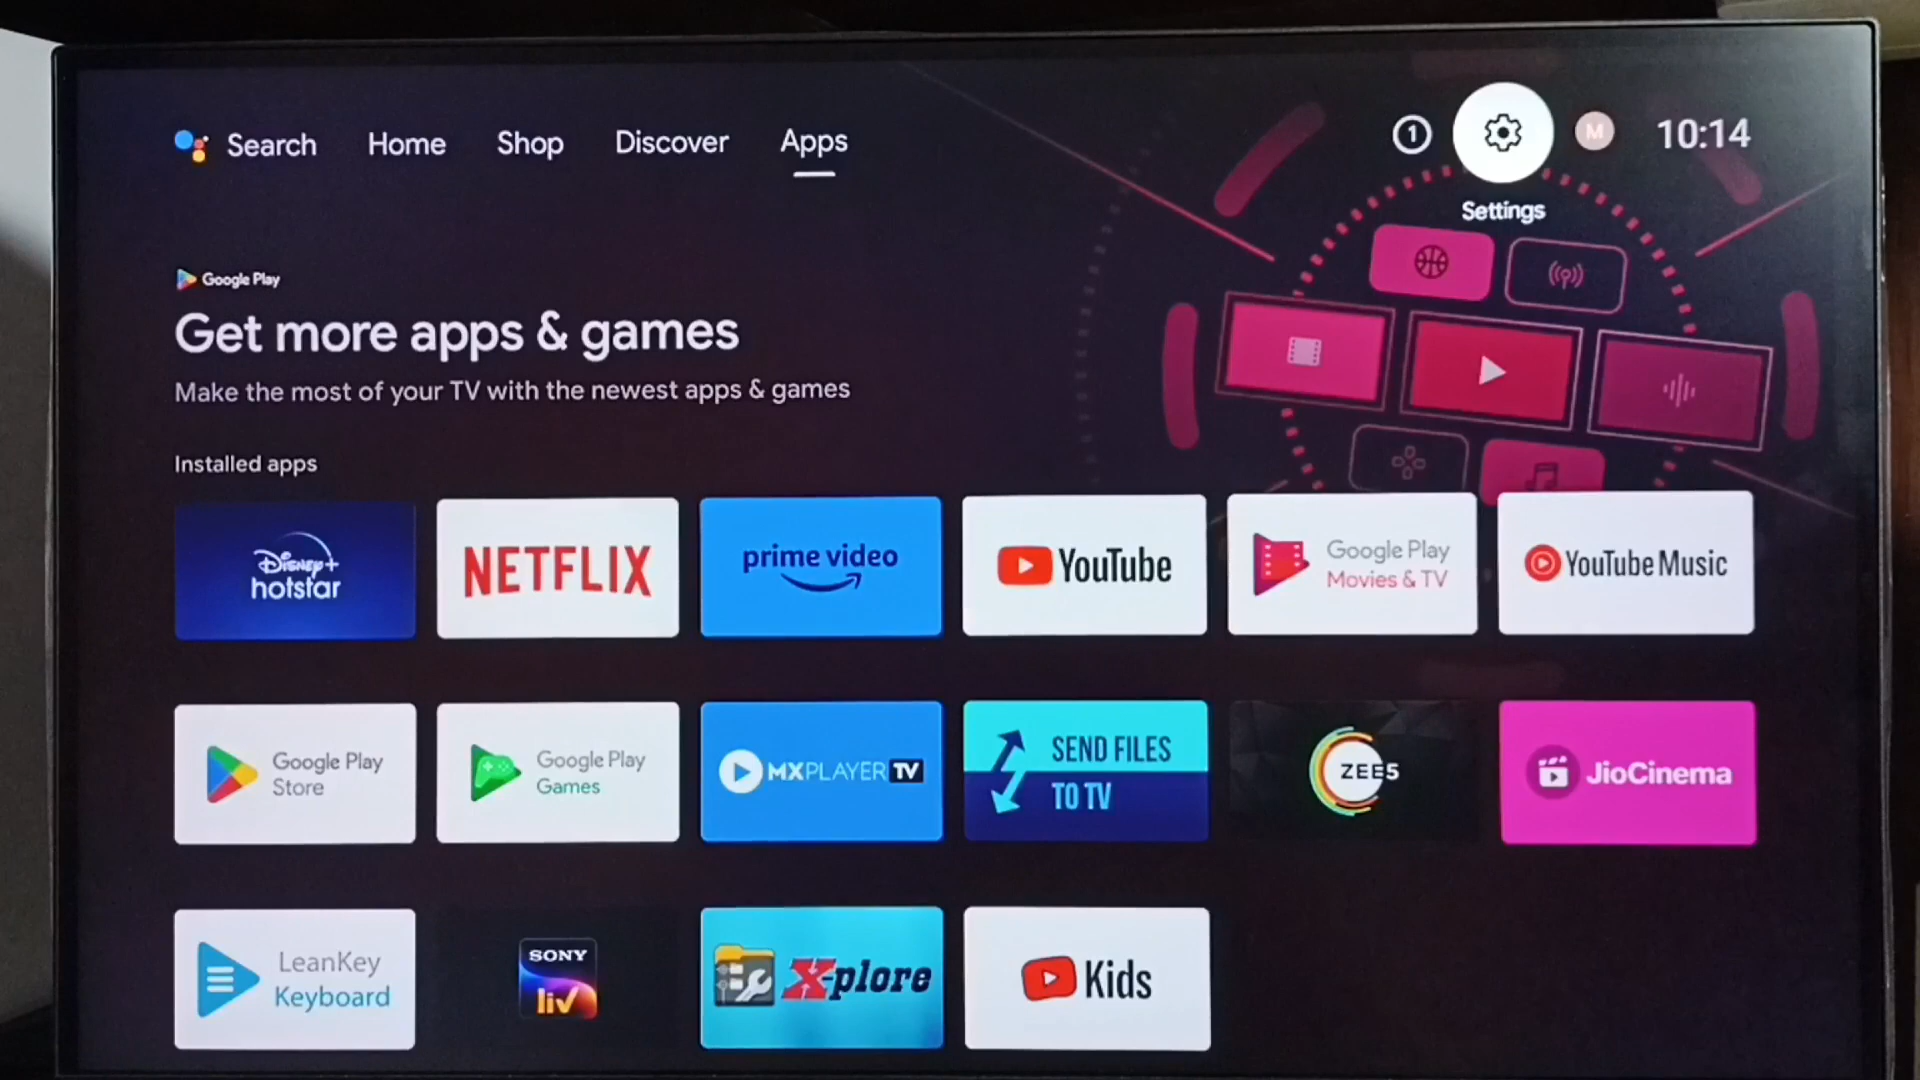 Search Home Shop Discover Apps
1 M 10:14
Settings
Google Play
Get more apps & games
Make the most of your TV with the newest apps & games
Installed apps
Disney+
hotstar
NETFLIX
prime video
YouTube
Google Play
Movies & TV
YouTube Music
Google Play
Store
Google Play
Games
MXPLAYER TV
SEND FILES
TO TV
ZEE5
JioCinema
LeanKey
Keyboard
SONY
liv
X-plore
Kids